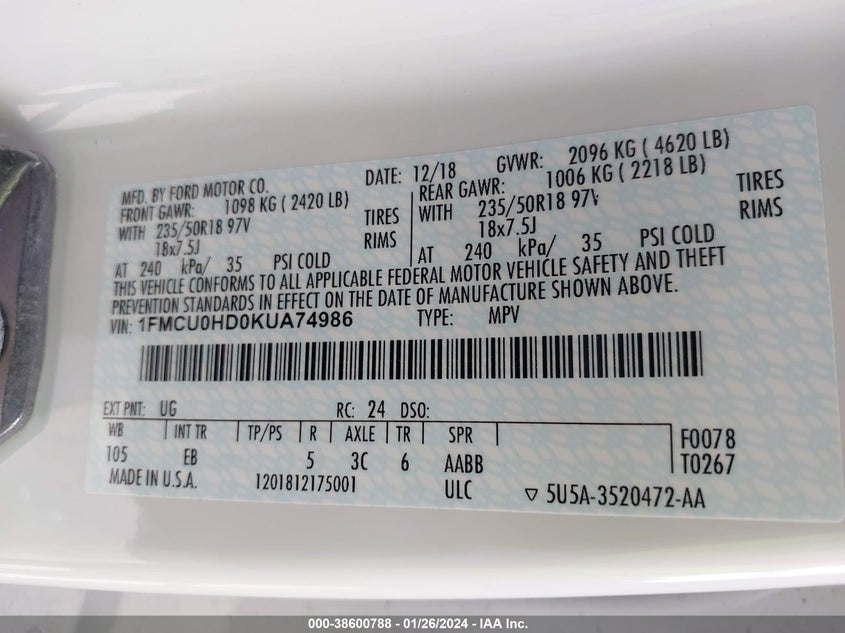 MFD. BY FORD MOTOR CO. DATE: 12/18 GVWR: 2096 KG ( 4620 LB)
FRONT GAWR: 1098 KG ( 2420 LB) REAR GAWR: 1006 KG ( 2218 LB)
WITH 235/50R18 97V TIRES WITH 235/50R18 97V TIRES
18x7.5J RIMS 18x7.5J RIMS
AT 240 kPa/ 35 PSI COLD AT 240 kPa/ 35 PSI COLD
THIS VEHICLE CONFORMS TO ALL APPLICABLE FEDERAL MOTOR VEHICLE SAFETY AND THEFT
PREVENTION STANDARDS IN EFFECT ON THE DATE OF MANUFACTURE SHOWN ABOVE.
VIN: 1FMCU0HD0KUA74986 TYPE: MPV
EXT PNT: UG RC: 24 DSO:
WB INT TR TP/PS R AXLE TR SPR F0078
105 EB 5 3C 6 AABB T0267
MADE IN U.S.A. 1201812175001 ULC ▽ 5U5A-3520472-AA
000-38600788 - 01/26/2024 - IAA Inc.